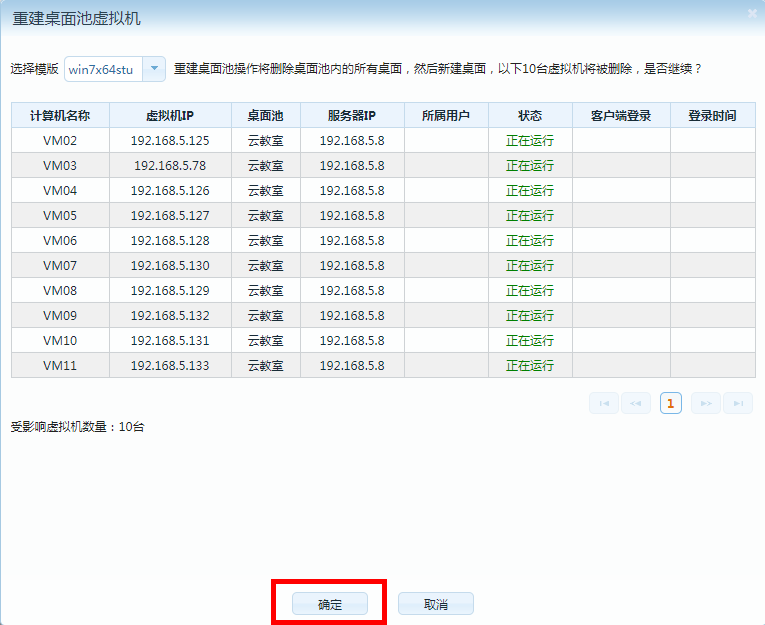 重建桌面池虚拟机
选择模版 win7x64stu 重建桌面池操作将删除桌面池内的所有桌面，然后新建桌面，以下10台虚拟机将被删除，是否继续？
计算机名称 虚拟机IP 桌面池 服务器IP 所属用户 状态 客户端登录 登录时间
VM02 192.168.5.125 云教室 192.168.5.8 正在运行
VM03 192.168.5.78 云教室 192.168.5.8 正在运行
VM04 192.168.5.126 云教室 192.168.5.8 正在运行
VM05 192.168.5.127 云教室 192.168.5.8 正在运行
VM06 192.168.5.128 云教室 192.168.5.8 正在运行
VM07 192.168.5.130 云教室 192.168.5.8 正在运行
VM08 192.168.5.129 云教室 192.168.5.8 正在运行
VM09 192.168.5.132 云教室 192.168.5.8 正在运行
VM10 192.168.5.131 云教室 192.168.5.8 正在运行
VM11 192.168.5.133 云教室 192.168.5.8 正在运行
1
受影响虚拟机数量：10台
确定 取消